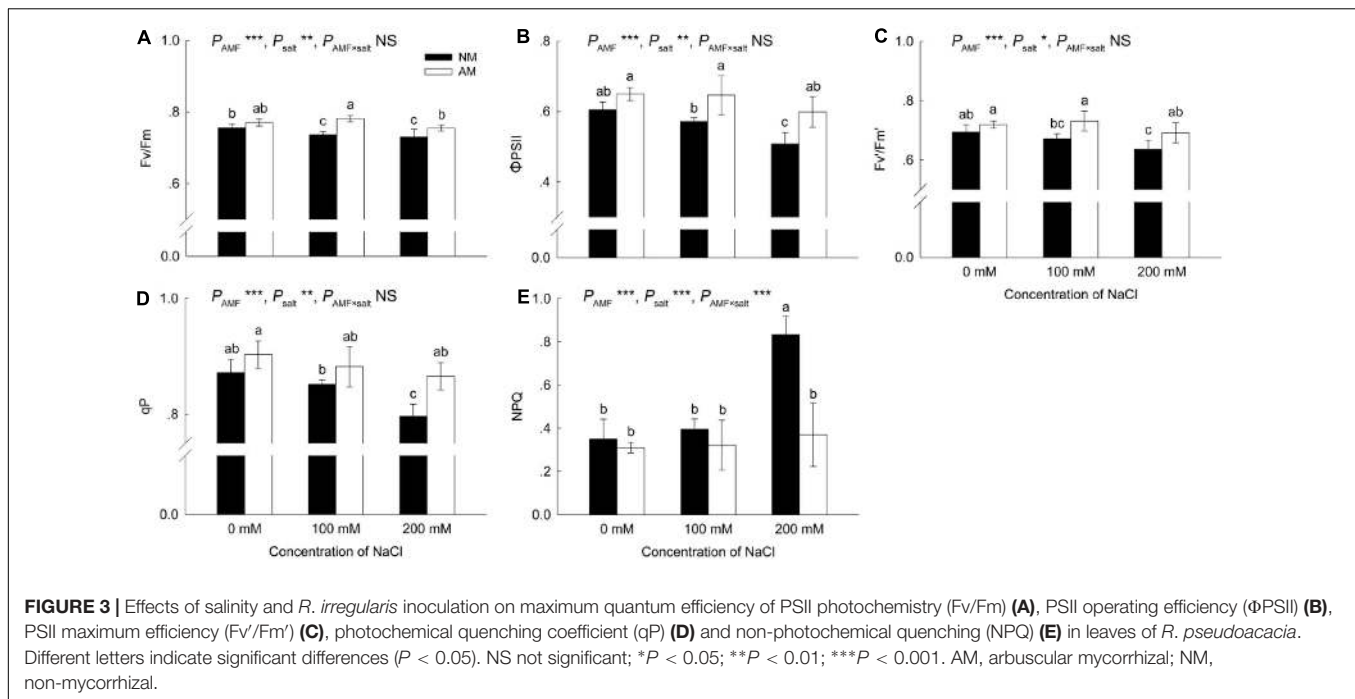 A P_AMF ***, P_salt **, P_AMF×salt NS
1.0
.8
.6
0.0
Fv/Fm
NM
AM
b ab c a c b
B P_AMF ***, P_salt **, P_AMF×salt NS
.8
.6
.4
0.0
ΦPSII
ab a b a c ab
C P_AMF ***, P_salt *, P_AMF×salt NS
1.0
.8
.6
0.0
Fv'/Fm'
ab a bc a c ab
0 mM 100 mM 200 mM
Concentration of NaCl
D P_AMF ***, P_salt **, P_AMF×salt NS
1.0
.8
0.0
qP
ab a b ab c ab
0 mM 100 mM 200 mM
Concentration of NaCl
E P_AMF ***, P_salt ***, P_AMF×salt ***
1.0
0.8
0.6
0.4
0.2
0.0
NPQ
b b b b a b
0 mM 100 mM 200 mM
Concentration of NaCl
FIGURE 3 | Effects of salinity and R. irregularis inoculation on maximum quantum efficiency of PSII photochemistry (Fv/Fm) (A), PSII operating efficiency (ΦPSII) (B),
PSII maximum efficiency (Fv′/Fm′) (C), photochemical quenching coefficient (qP) (D) and non-photochemical quenching (NPQ) (E) in leaves of R. pseudoacacia.
Different letters indicate significant differences (P < 0.05). NS not significant; *P < 0.05; **P < 0.01; ***P < 0.001. AM, arbuscular mycorrhizal; NM,
non-mycorrhizal.